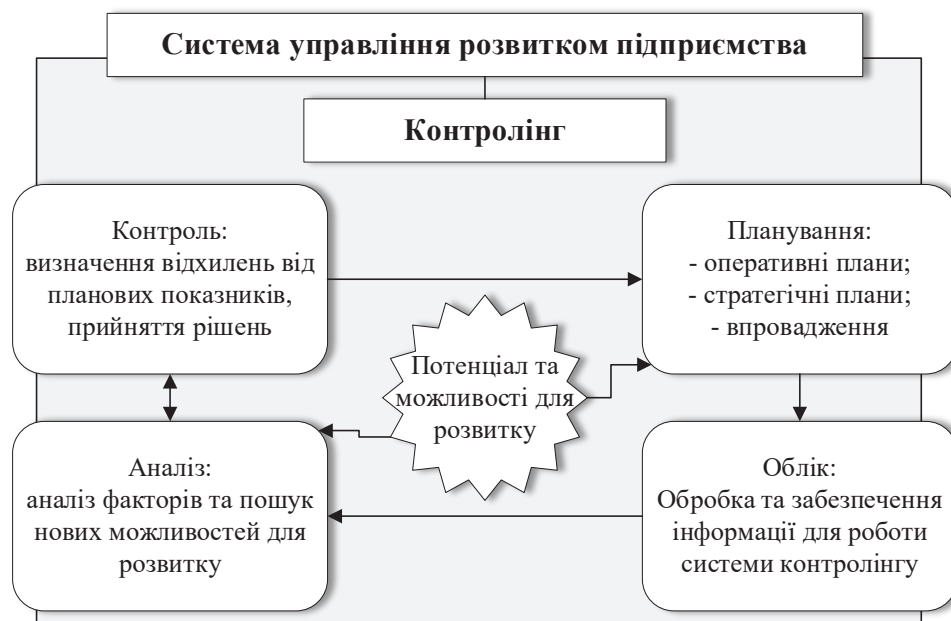 Система управління розвитком підприємства
Контролінг
Контроль:
визначення відхилень від
планових показників,
прийняття рішень
Планування:
- оперативні плани;
- стратегічні плани;
- впровадження
Потенціал та
можливості для
розвитку
Аналіз:
аналіз факторів та пошук
нових можливостей для
розвитку
Облік:
Обробка та забезпечення
інформації для роботи
системи контролінгу